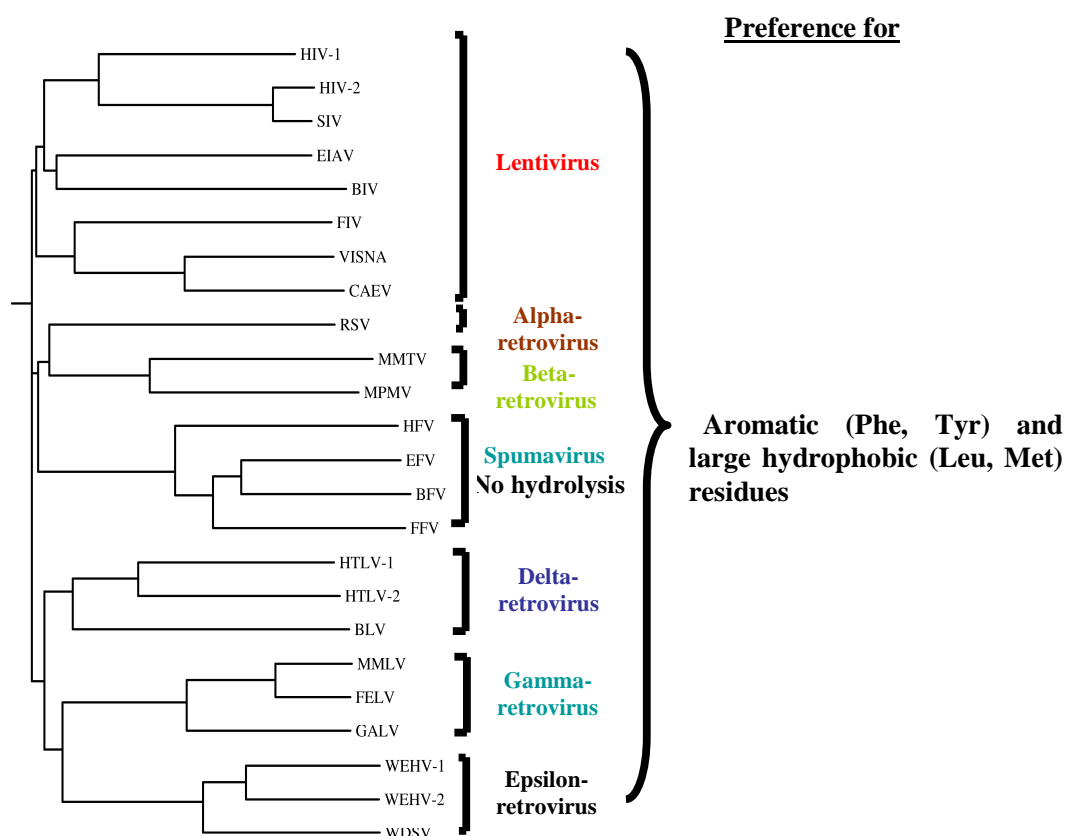 Preference for
HIV-1
HIV-2
SIV
EIAV
BIV
FIV
VISNA
CAEV
RSV
MMTV
MPMV
HFV
EFV
BFV
FFV
HTLV-1
HTLV-2
BLV
MMLV
FELV
GALV
WEHV-1
WEHV-2
WDSV
Lentivirus
Alpha-
retrovirus
Beta-
retrovirus
Spumavirus
No hydrolysis
Delta-
retrovirus
Gamma-
retrovirus
Epsilon-
retrovirus
Aromatic (Phe, Tyr) and
large hydrophobic (Leu, Met)
residues